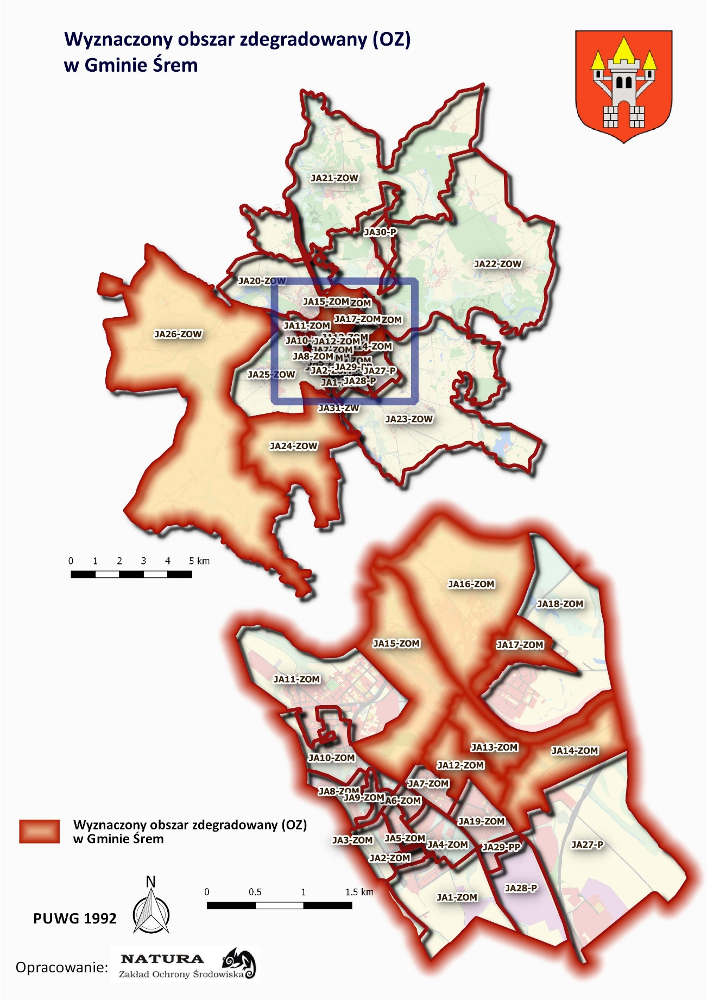 Wyznaczony obszar zdegradowany (OZ)
w Gminie Śrem
JA21-ZOW
JA30-P
JA22-ZOW
JA20-ZOW
JA15-ZOM
ZOM
JA17-ZOM
ZOM
JA11-ZOM
JA26-ZOW
JA10-
JA12-ZOM
14-ZOM
JA8-ZOM
JA25-ZOW
JA29-
JA27-P
JA28-P
JA31-ZW
JA23-ZOW
JA24-ZOW
0 1 2 3 4 5 km
JA16-ZOM
JA18-ZOM
JA15-ZOM
JA17-ZOM
JA11-ZOM
JA13-ZOM
JA14-ZOM
JA10-ZOM
JA12-ZOM
JA7-ZOM
JA8-ZOM
JA9-ZOM
JA6-ZOM
JA19-ZOM
Wyznaczony obszar zdegradowany (OZ)
w Gminie Śrem
JA3-ZOM
JA5-ZOM
JA4-ZOM
JA29-PP
JA27-P
JA2-ZOM
N
0 0.5 1 1.5 km
JA1-ZOM
JA28-P
PUWG 1992
Opracowanie:
NATURA
Zakład Ochrony Środowiska